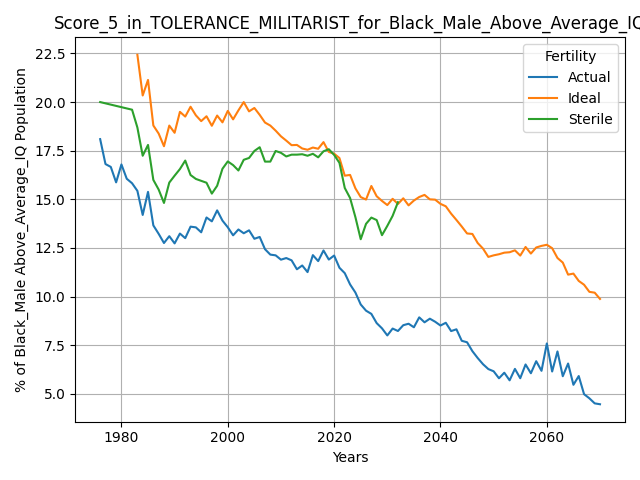 Score_5_in_TOLERANCE_MILITARIST_for_Black_Male_Above_Average_IQ
% of Black_Male Above_Average_IQ Population
22.5
20.0
17.5
15.0
12.5
10.0
7.5
5.0
Fertility
Actual
Ideal
Sterile
1980
2000
2020
2040
2060
Years